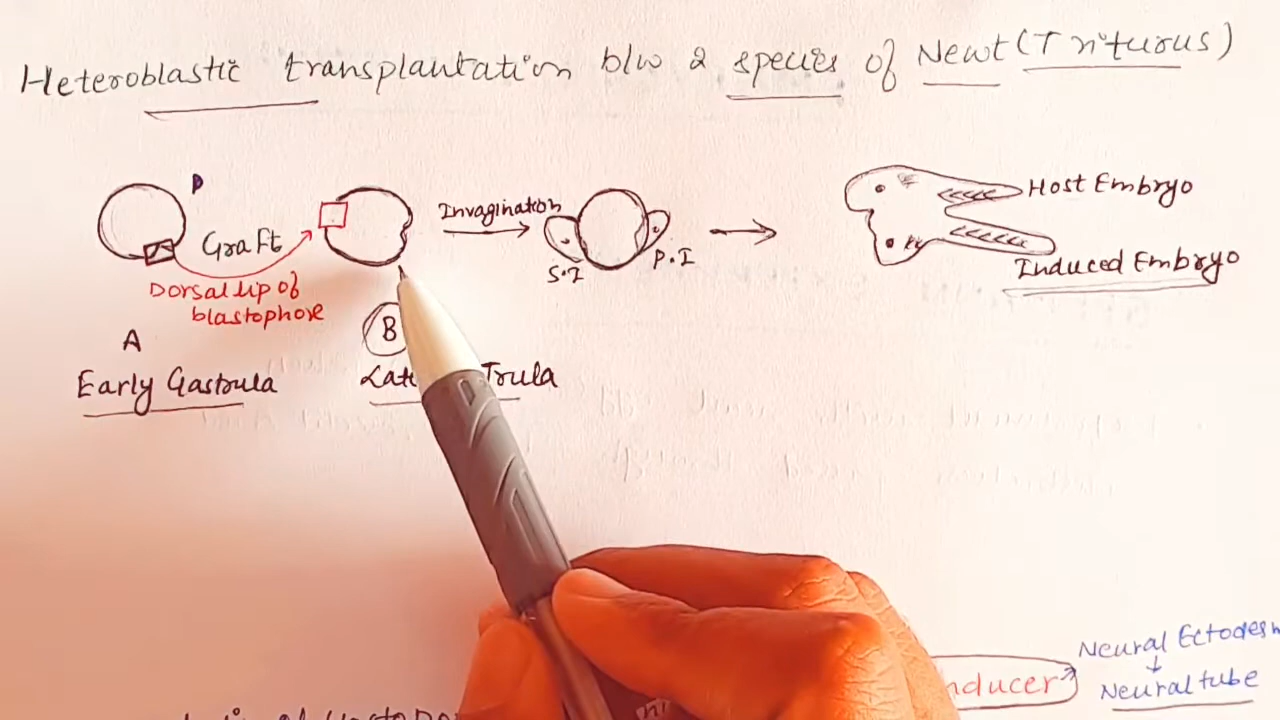 Heteroblastic transplantation b/w 2 species of Newt (Triturus)
P
Graft
Dorsal lip of
blastophore
A
Early Gastrula
B
Invagination
S.I
P.I
Host Embryo
Induced Embryo
Neural Ectoderm
↓
Neural tube